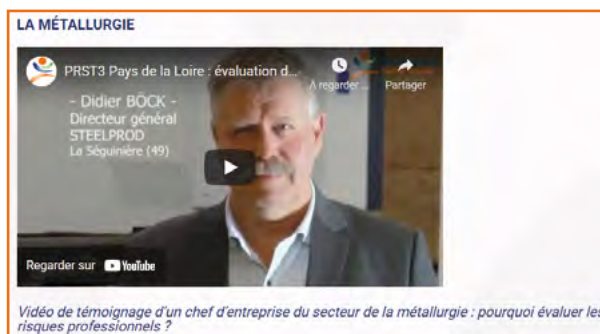 LA MÉTALLURGIE
PRST3 Pays de la Loire : évaluation d...
À regarder ...
Partager
- Didier BÖCK -
Directeur général
STEELPROD
La Séguinière (49)
Regarder sur YouTube
Vidéo de témoignage d'un chef d'entreprise du secteur de la métallurgie : pourquoi évaluer les
risques professionnels ?